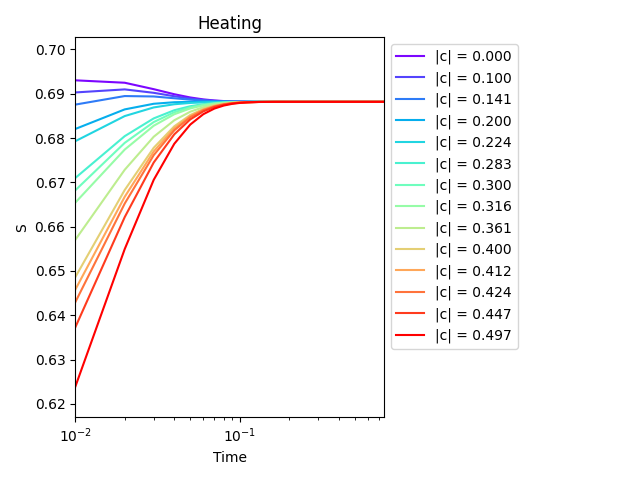 Heating
0.70
0.69
0.68
0.67
0.66
0.65
0.64
0.63
0.62
S
10⁻²
10⁻¹
Time
|c| = 0.000
|c| = 0.100
|c| = 0.141
|c| = 0.200
|c| = 0.224
|c| = 0.283
|c| = 0.300
|c| = 0.316
|c| = 0.361
|c| = 0.400
|c| = 0.412
|c| = 0.424
|c| = 0.447
|c| = 0.497